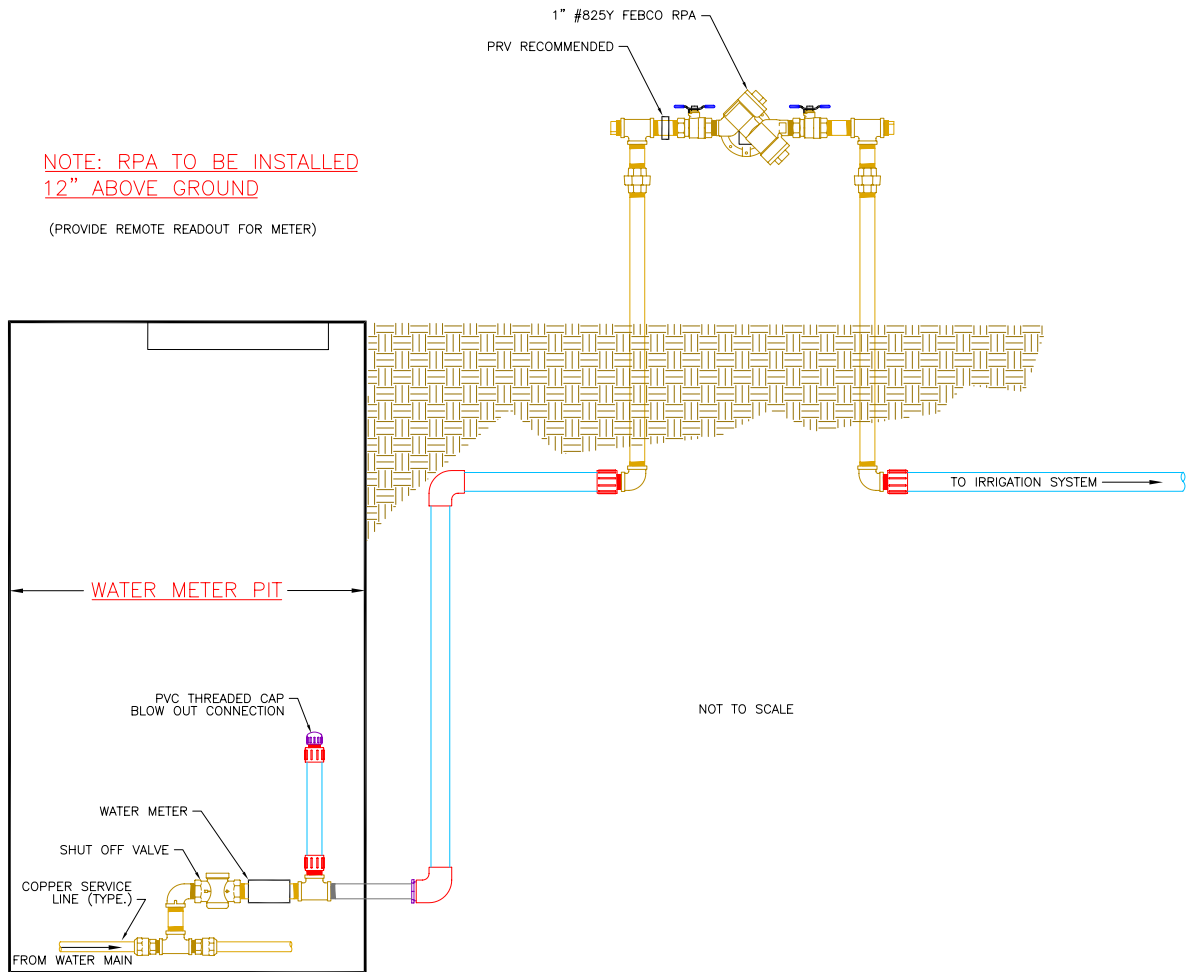 1” #825Y FEBCO RPA
PRV RECOMMENDED
NOTE: RPA TO BE INSTALLED
12” ABOVE GROUND
(PROVIDE REMOTE READOUT FOR METER)
TO IRRIGATION SYSTEM
WATER METER PIT
PVC THREADED CAP
BLOW OUT CONNECTION
NOT TO SCALE
WATER METER
SHUT OFF VALVE
COPPER SERVICE
LINE (TYPE.)
FROM WATER MAIN